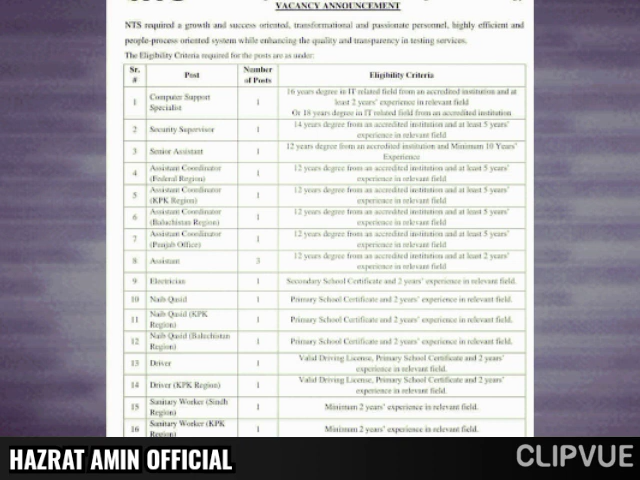 VACANCY ANNOUNCEMENT
NTS required a growth and success oriented, transformational and passionate personnel, highly efficient and
people-process oriented system while enhancing the quality and transparency in testing services.
The Eligibility Criteria required for the posts are as under:
Sr. # Post Number of Posts Eligibility Criteria
1 Computer Support Specialist 1 16 years degree in IT related field from an accredited institution and at least 2 years' experience in relevant field Or 18 years degree in IT related field from an accredited institution
2 Security Supervisor 1 14 years degree from an accredited institution and at least 5 years' experience in relevant field
3 Senior Assistant 1 12 years degree from an accredited institution and Minimum 10 Years' Experience
4 Assistant Coordinator (Federal Region) 1 12 years degree from an accredited institution and at least 5 years' experience in relevant field
5 Assistant Coordinator (KPK Region) 1 12 years degree from an accredited institution and at least 5 years' experience in relevant field
6 Assistant Coordinator (Baluchistan Region) 1 12 years degree from an accredited institution and at least 5 years' experience in relevant field
7 Assistant Coordinator (Punjab Office) 1 12 years degree from an accredited institution and at least 5 years' experience in relevant field
8 Assistant 3 12 years degree from an accredited institution and at least 2 years' experience in relevant field
9 Electrician 1 Secondary School Certificate and 2 years' experience in relevant field.
10 Naib Qasid 1 Primary School Certificate and 2 years' experience in relevant field.
11 Naib Qasid (KPK Region) 1 Primary School Certificate and 2 years' experience in relevant field.
12 Naib Qasid (Baluchistan Region) 1 Primary School Certificate and 2 years' experience in relevant field.
13 Driver 1 Valid Driving License, Primary School Certificate and 2 years' experience in relevant field.
14 Driver (KPK Region) 1 Valid Driving License, Primary School Certificate and 2 years' experience in relevant field.
15 Sanitary Worker (Sindh Region) 1 Minimum 2 years' experience in relevant field.
16 Sanitary Worker (KPK Region) 1 Minimum 2 years' experience in relevant field.
HAZRAT AMIN OFFICIAL
CLIPVUE